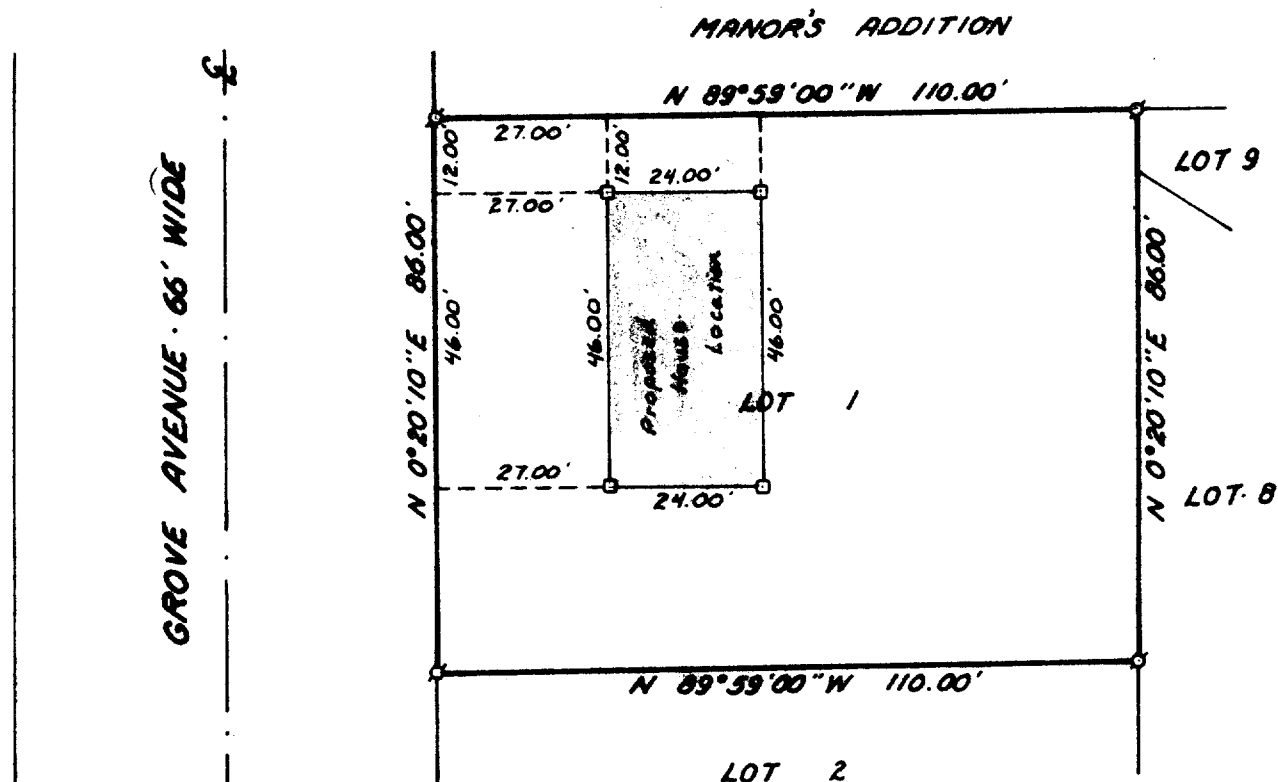 MANOR'S ADDITION
N 89°59'00"W 110.00'
GROVE AVENUE · 66' WIDE
27.00'
12.00'
12.00'
24.00'
27.00'
LOT 9
N 0°20'10"E 86.00'
46.00'
46.00'
Proposed
House
Location
46.00'
N 0°20'10"E 86.00'
LOT 1
27.00'
24.00'
LOT 8
N 89°59'00"W 110.00'
LOT 2